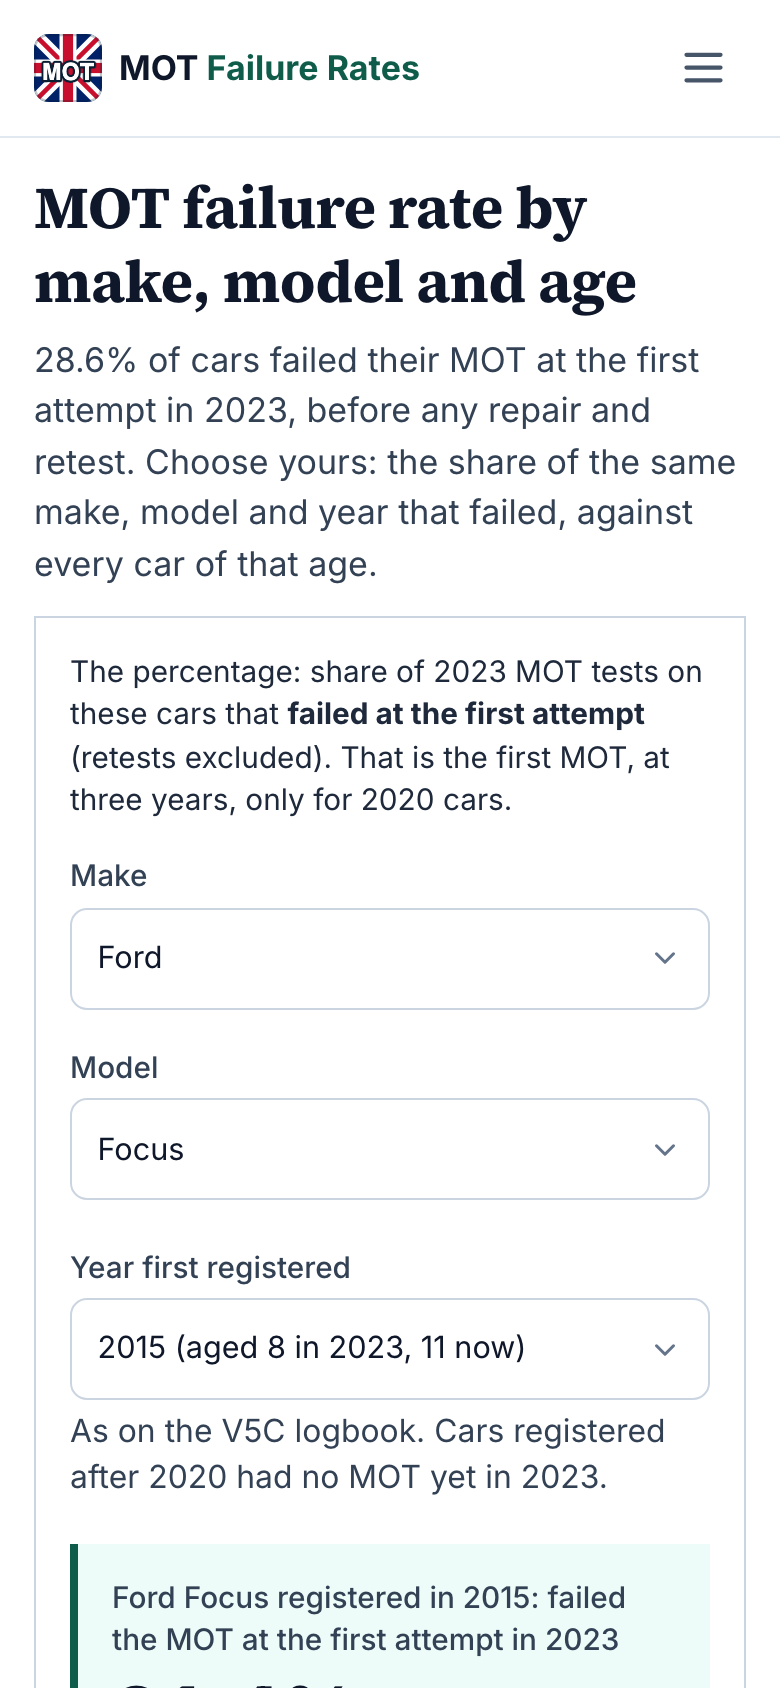 MOT
MOT Failure Rates
MOT failure rate by
make, model and age
28.6% of cars failed their MOT at the first
attempt in 2023, before any repair and
retest. Choose yours: the share of the same
make, model and year that failed, against
every car of that age.
The percentage: share of 2023 MOT tests on
these cars that failed at the first attempt
(retests excluded). That is the first MOT, at
three years, only for 2020 cars.
Make
Ford
Model
Focus
Year first registered
2015 (aged 8 in 2023, 11 now)
As on the V5C logbook. Cars registered
after 2020 had no MOT yet in 2023.
Ford Focus registered in 2015: failed
the MOT at the first attempt in 2023